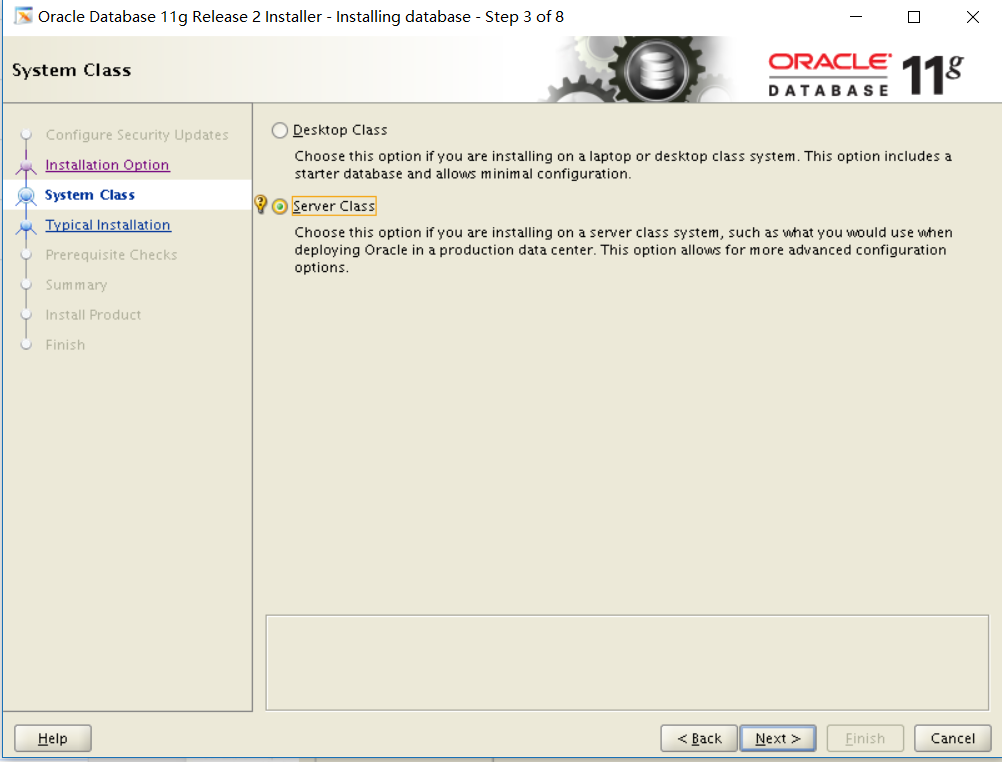 Oracle Database 11g Release 2 Installer - Installing database - Step 3 of 8
System Class
ORACLE
DATABASE
11g
Configure Security Updates
Installation Option
System Class
Typical Installation
Prerequisite Checks
Summary
Install Product
Finish
Desktop Class
Choose this option if you are installing on a laptop or desktop class system. This option includes a
starter database and allows minimal configuration.
Server Class
Choose this option if you are installing on a server class system, such as what you would use when
deploying Oracle in a production data center. This option allows for more advanced configuration
options.
Help
< Back
Next >
Finish
Cancel